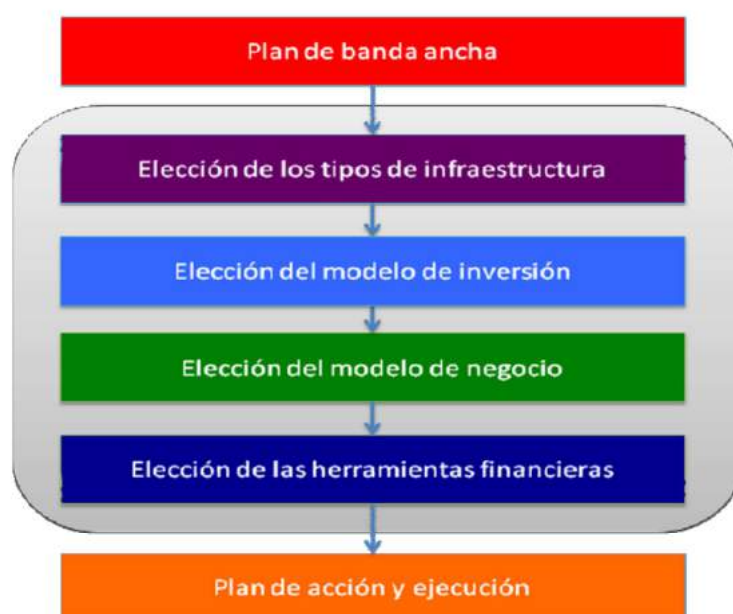 Plan de banda ancha
Elección de los tipos de infraestructura
Elección del modelo de inversión
Elección del modelo de negocio
Elección de las herramientas financieras
Plan de acción y ejecución